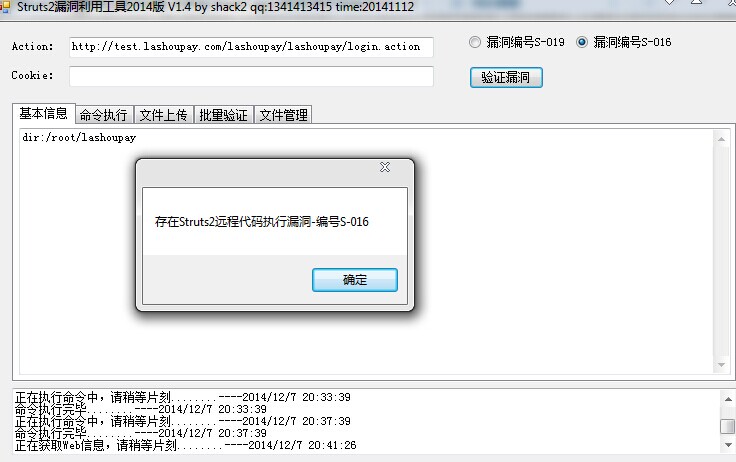 Struts2漏洞利用工具2014版 V1.4 by shack2 qq:1341413415 time:20141112
Action: http://test.lashoupay.com/lashoupay/lashoupay/login.action 漏洞编号S-019 漏洞编号S-016
Cookie: 验证漏洞
基本信息 命令执行 文件上传 批量验证 文件管理
dir:/root/lashoupay
存在Struts2远程代码执行漏洞-编号S-016
确定
正在执行命令中，请稍等片刻........----2014/12/7 20:33:39
命令执行完毕........----2014/12/7 20:33:39
正在执行命令中，请稍等片刻........----2014/12/7 20:37:39
命令执行完毕........----2014/12/7 20:37:39
正在获取Web信息，请稍等片刻........----2014/12/7 20:41:26